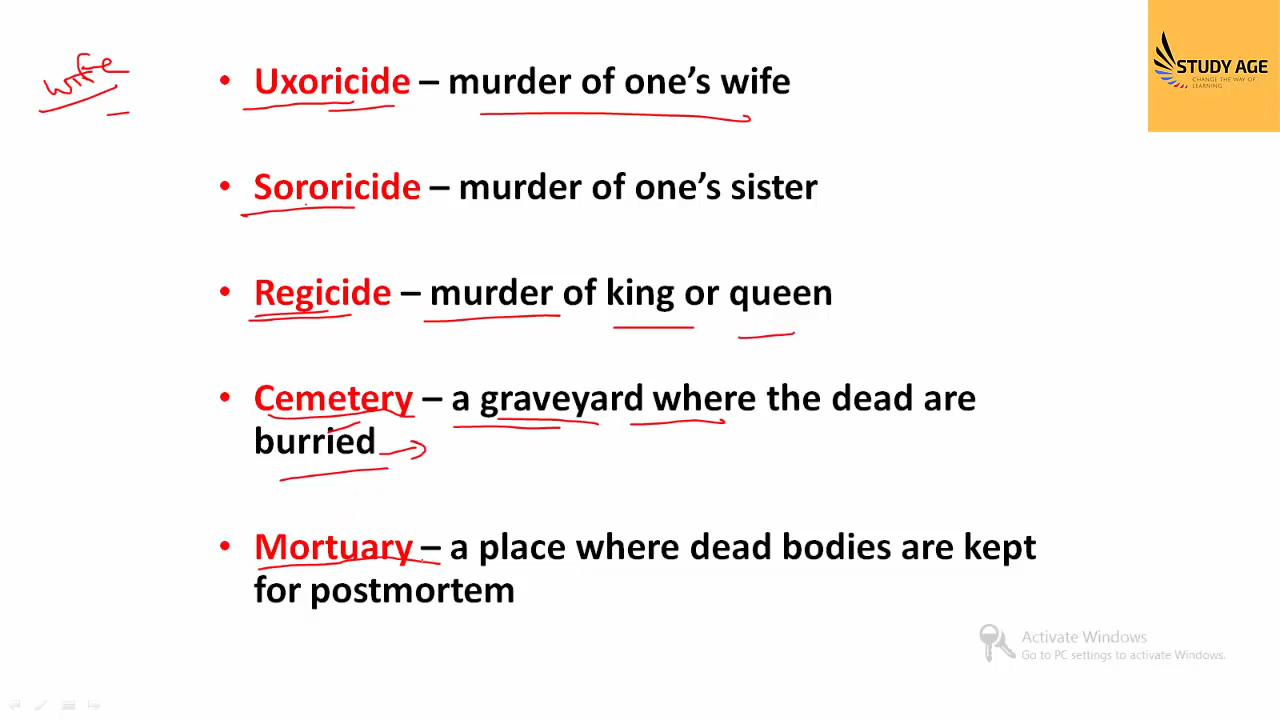 wife
• Uxoricide – murder of one's wife
STUDY AGE
CHANGE THE WAY OF
LEARNING
• Sororicide – murder of one's sister
• Regicide – murder of king or queen
• Cemetery – a graveyard where the dead are
burried
• Mortuary – a place where dead bodies are kept
for postmortem
Activate Windows
Go to PC settings to activate Windows.